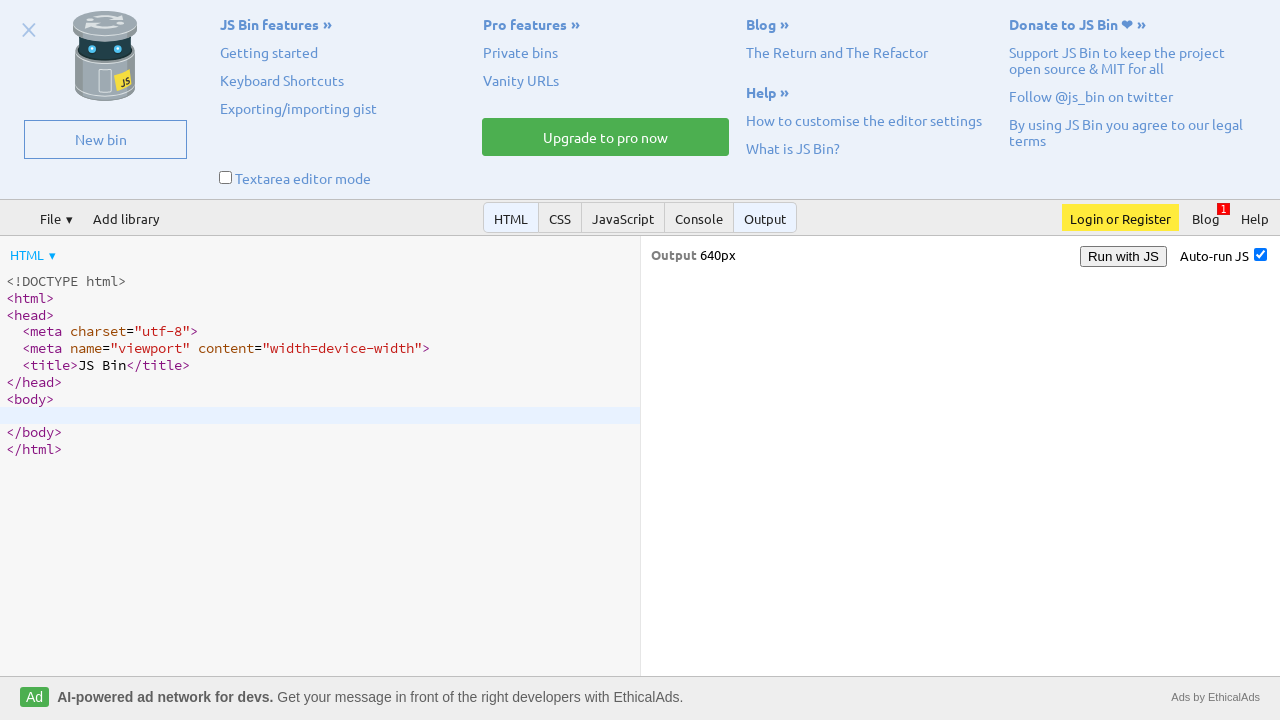 ×
JS
New bin
JS Bin features »
Getting started
Keyboard Shortcuts
Exporting/importing gist
Textarea editor mode
Pro features »
Private bins
Vanity URLs
Upgrade to pro now
Blog »
The Return and The Refactor
Help »
How to customise the editor settings
What is JS Bin?
Donate to JS Bin ❤ »
Support JS Bin to keep the project
open source & MIT for all
Follow @js_bin on twitter
By using JS Bin you agree to our legal
terms
File ▾ Add library HTML CSS JavaScript Console Output Login or Register Blog 1 Help
HTML ▾
<!DOCTYPE html>
<html>
<head>
  <meta charset="utf-8">
  <meta name="viewport" content="width=device-width">
  <title>JS Bin</title>
</head>
<body>
</body>
</html>
Output 640px Run with JS Auto-run JS
Ad AI-powered ad network for devs. Get your message in front of the right developers with EthicalAds. Ads by EthicalAds